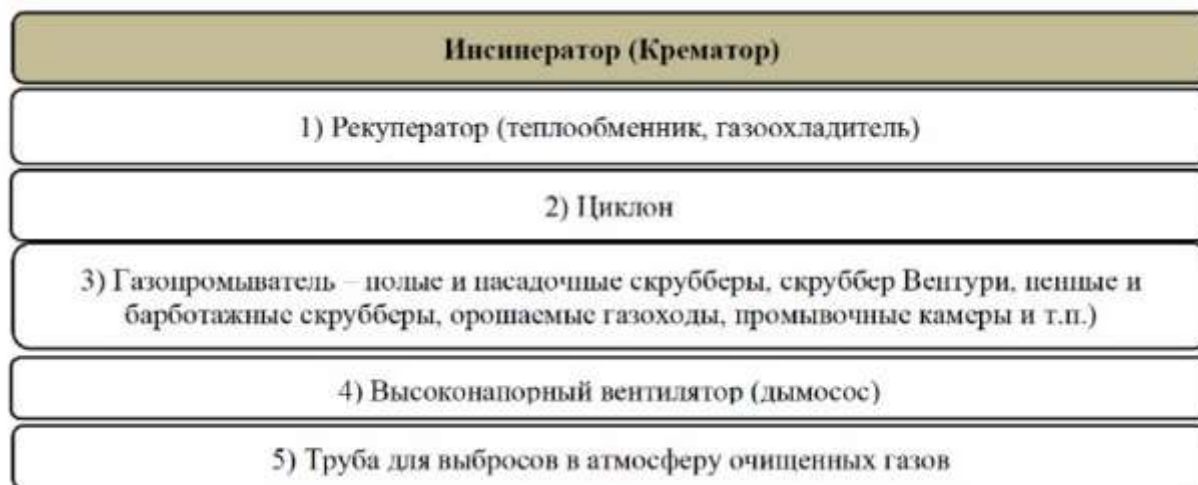 Инсинератор (Крематор)
1) Рекуператор (теплообменник, газоохладитель)
2) Циклон
3) Газопромыватель – полые и насадочные скрубберы, скруббер Вентури, пенные и
барботажные скрубберы, орошаемые газоходы, промывочные камеры и т.п.)
4) Высоконапорный вентилятор (дымосос)
5) Труба для выбросов в атмосферу очищенных газов